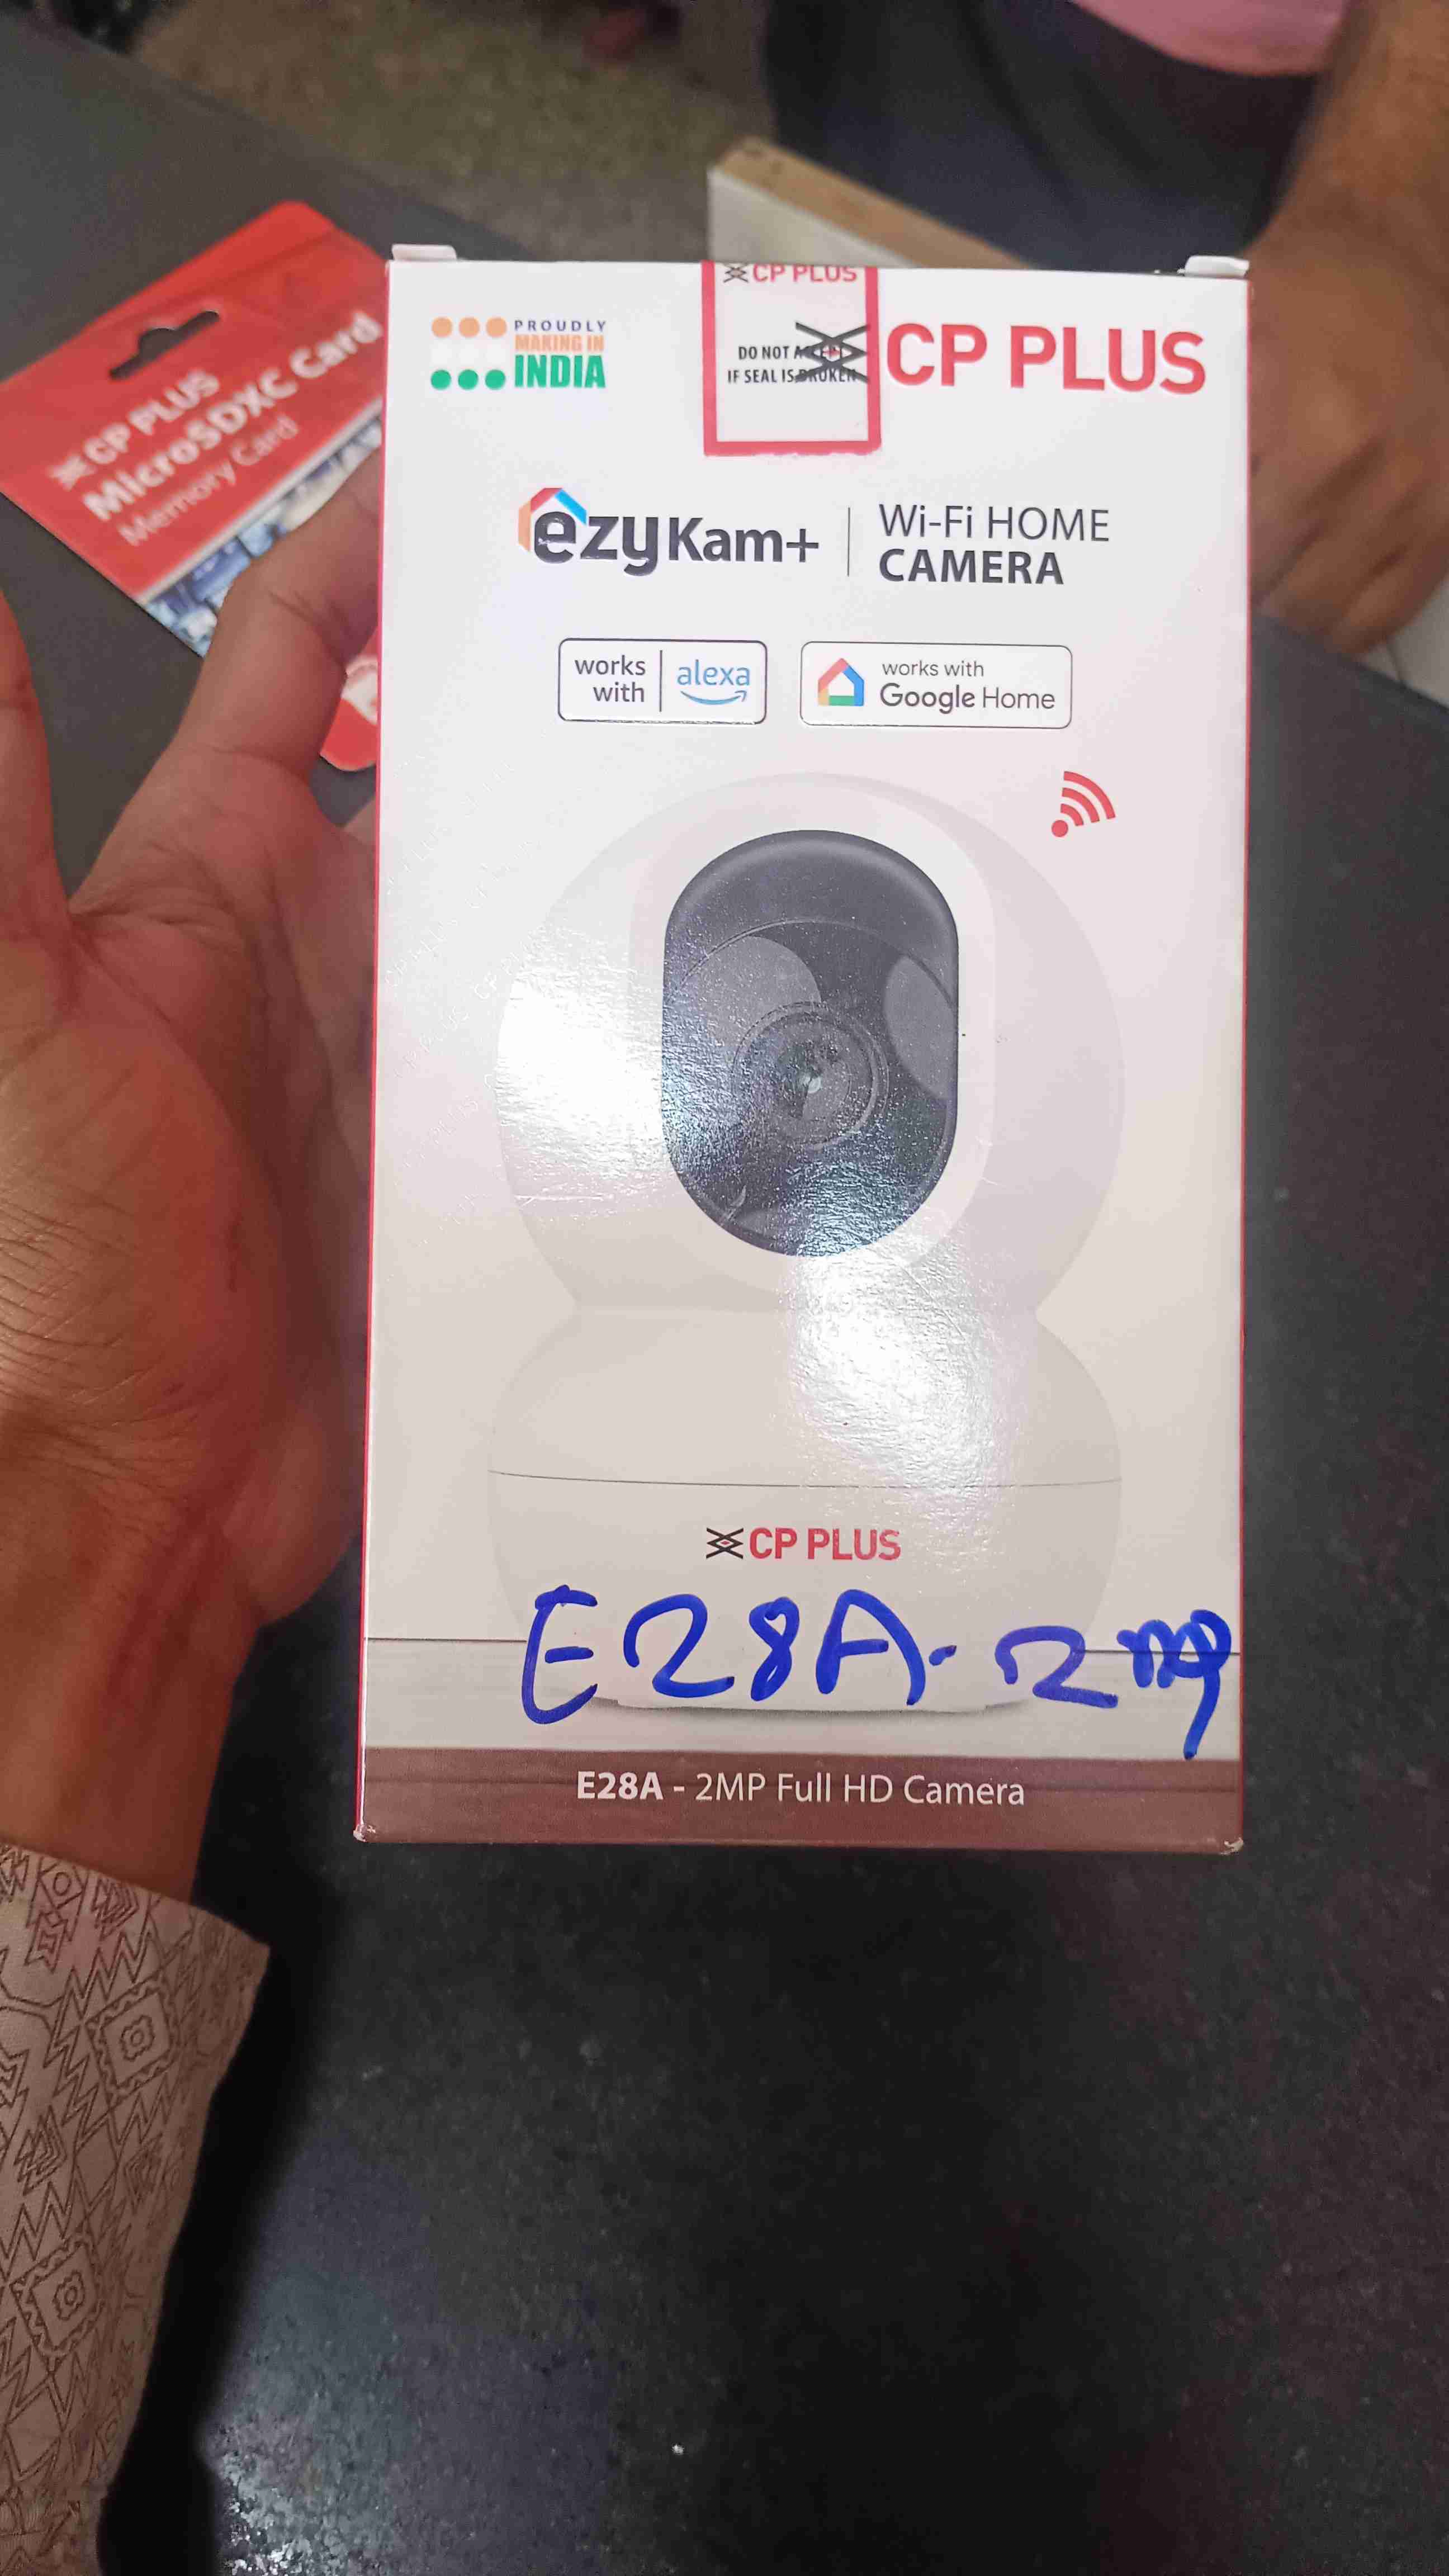 CP PLUS
MicroSDXC Card
Memory Card
PROUDLY
MAKING IN
INDIA
CP PLUS
DO NOT ACCEPT
IF SEAL IS BROKEN
CP PLUS
ezyKam+
Wi-Fi HOME
CAMERA
works
with
alexa
works with
Google Home
CP PLUS
E28A-2mp
E28A - 2MP Full HD Camera